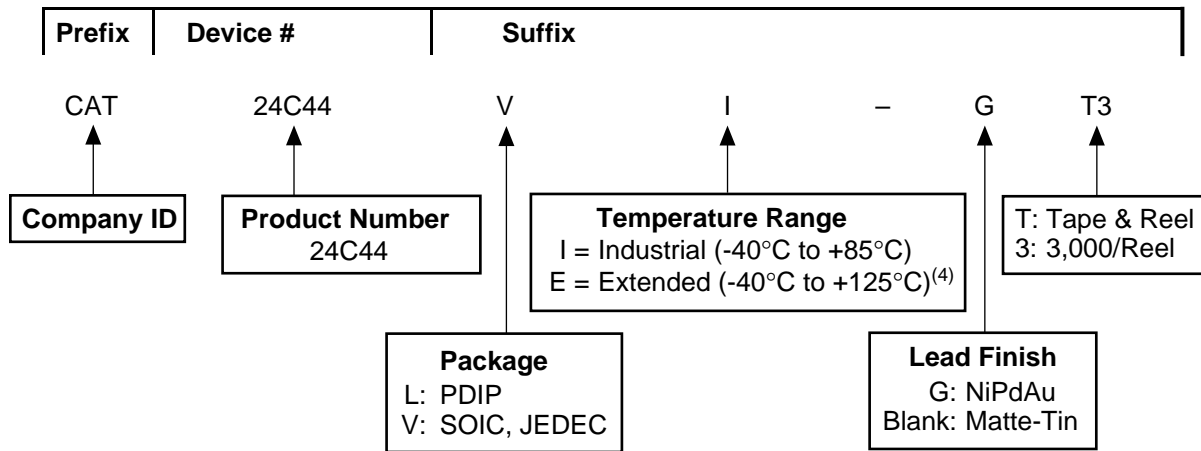 Prefix Device # Suffix
CAT 24C44 V I – G T3
Company ID
Product Number
24C44
Temperature Range
I = Industrial (-40°C to +85°C)
E = Extended (-40°C to +125°C)(4)
T: Tape & Reel
3: 3,000/Reel
Package
L: PDIP
V: SOIC, JEDEC
Lead Finish
G: NiPdAu
Blank: Matte-Tin